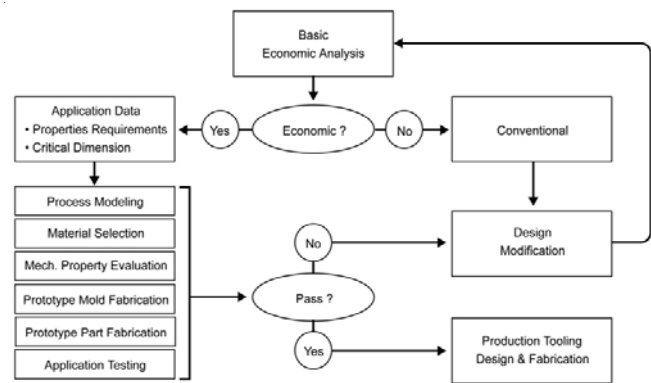 Basic
Economic Analysis
Application Data
• Properties Requirements
• Critical Dimension
Yes
Economic ?
No
Conventional
Process Modeling
Material Selection
Mech. Property Evaluation
Prototype Mold Fabrication
Prototype Part Fabrication
Application Testing
No
Pass ?
Yes
Design
Modification
Production Tooling
Design & Fabrication